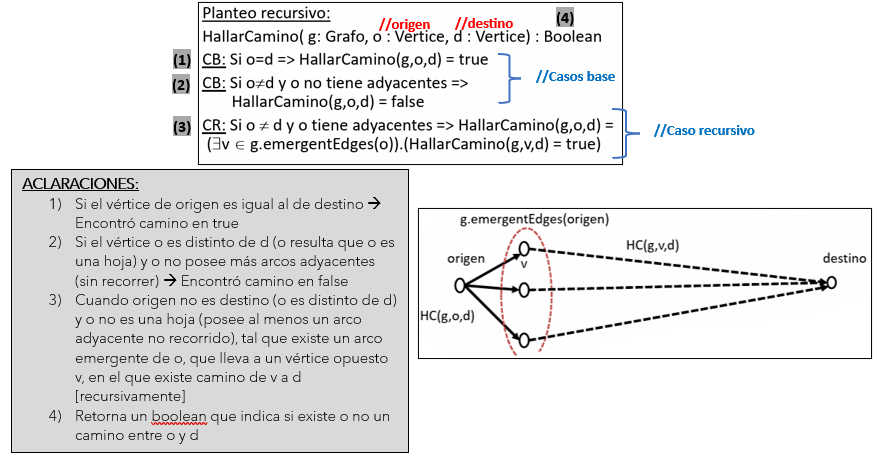 Planteo recursivo:
//origen //destino (4)
HallarCamino( g: Grafo, o : Vértice, d : Vertice) : Boolean
(1) CB: Si o=d => HallarCamino(g,o,d) = true
(2) CB: Si o≠d y o no tiene adyacentes =>
HallarCamino(g,o,d) = false
//Casos base
(3) CR: Si o ≠ d y o tiene adyacentes => HallarCamino(g,o,d) =
(∃v ∈ g.emergentEdges(o)).(HallarCamino(g,v,d) = true)
//Caso recursivo
ACLARACIONES:
1) Si el vértice de origen es igual al de destino →
Encontró camino en true
2) Si el vértice o es distinto de d (o resulta que o es
una hoja) y o no posee más arcos adyacentes
(sin recorrer) → Encontró camino en false
3) Cuando origen no es destino (o es distinto de d)
y o no es una hoja (posee al menos un arco
adyacente no recorrido), tal que existe un arco
emergente de o, que lleva a un vértice opuesto
v, en el que existe camino de v a d
[recursivamente]
4) Retorna un boolean que indica si existe o no un
camino entre o y d
g.emergentEdges(origen)
origen
v
HC(g,v,d)
destino
HC(g,o,d)